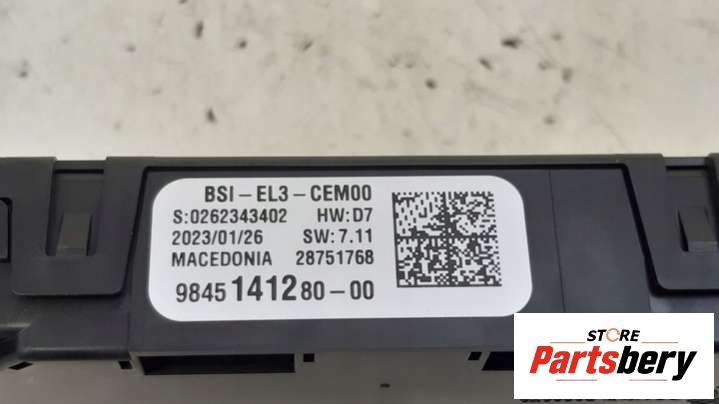 BSI-EL3-CEM00
S:0262343402 HW:D7
2023/01/26 SW:7.11
MACEDONIA 28751768
9845141280-00
STORE
Partsbery